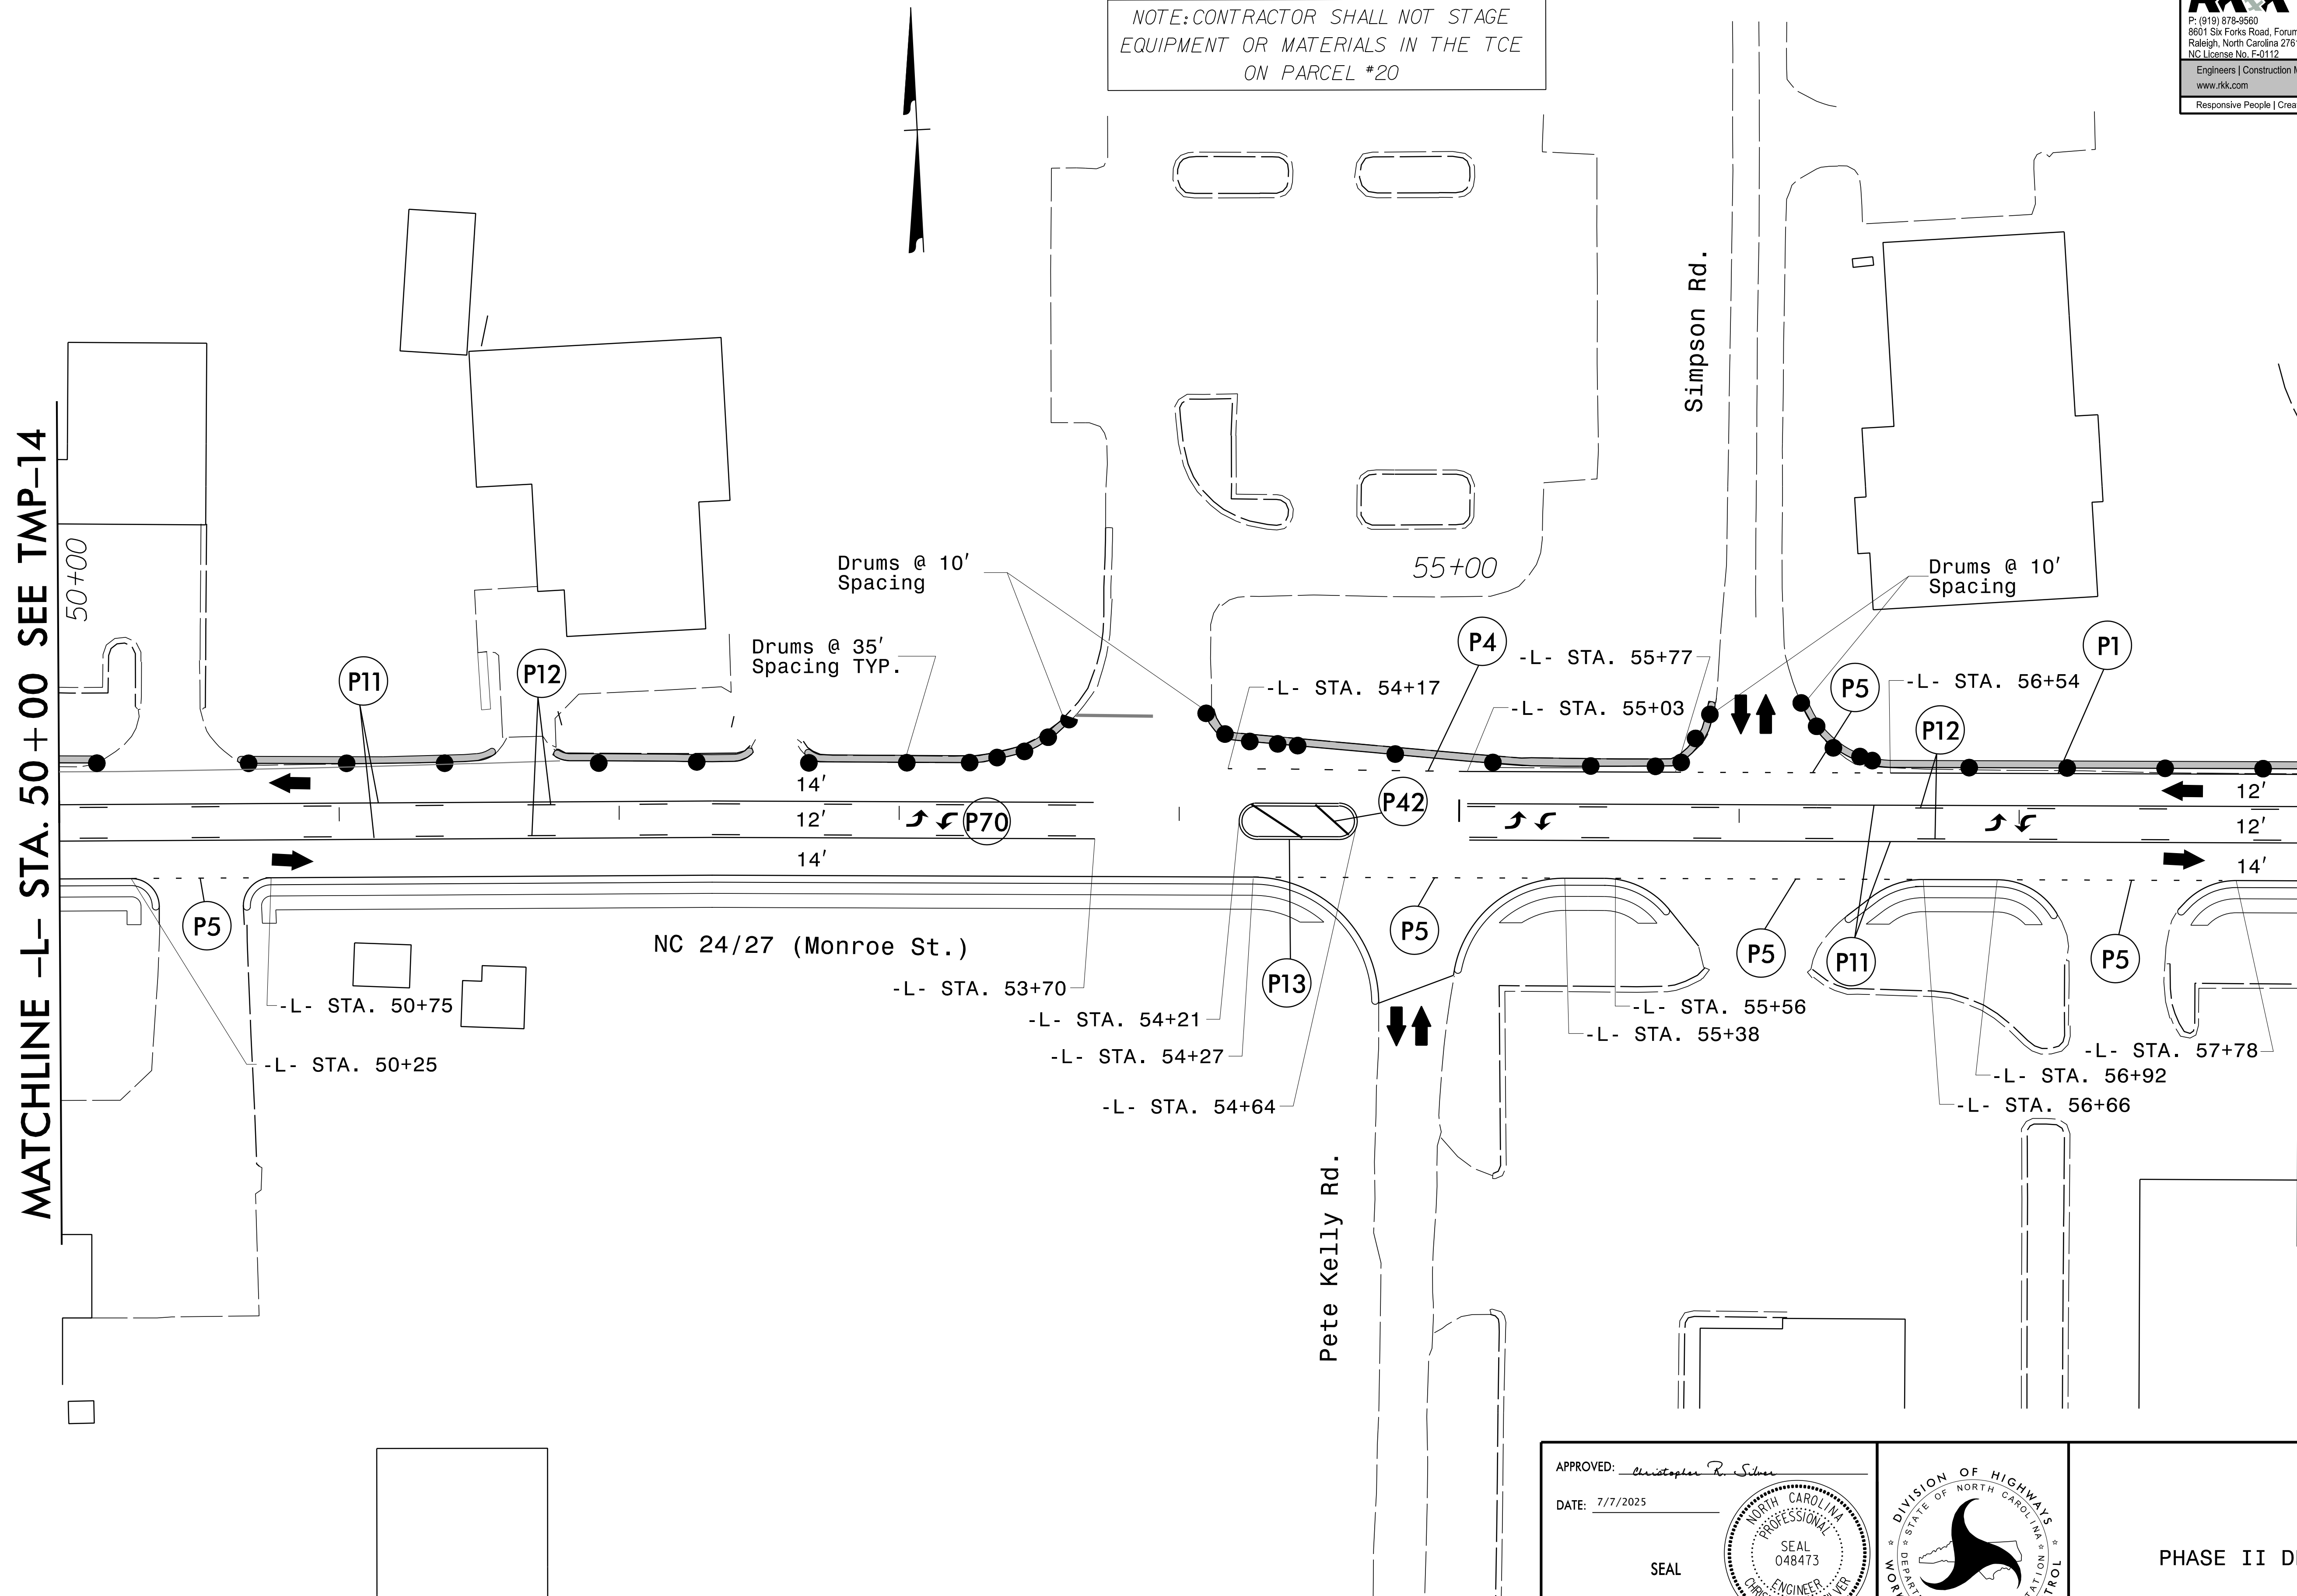 NOTE: CONTRACTOR SHALL NOT STAGE
EQUIPMENT OR MATERIALS IN THE TCE
ON PARCEL #20
P: (919) 878-9560
8601 Six Forks Road, Forum
Raleigh, North Carolina 2761
NC License No. F-0112
Engineers | Construction M
www.rkk.com
Responsive People | Crea
MATCHLINE -L- STA. 50+00 SEE TMP-14
50+00
Simpson Rd.
55+00
Drums @ 10'
Spacing
Drums @ 10'
Spacing
Drums @ 35'
Spacing TYP.
P11
P12
P4
-L- STA. 55+77
-L- STA. 54+17
-L- STA. 55+03
P5
-L- STA. 56+54
P1
P12
14'
12'
P70
14'
P42
12'
12'
14'
P5
NC 24/27 (Monroe St.)
P13
P5
P5
P11
P5
-L- STA. 50+75
-L- STA. 50+25
-L- STA. 53+70
-L- STA. 54+21
-L- STA. 54+27
-L- STA. 54+64
-L- STA. 55+56
-L- STA. 55+38
-L- STA. 57+78
-L- STA. 56+92
-L- STA. 56+66
Pete Kelly Rd.
APPROVED: Christopher R. Silver
DATE: 7/7/2025
SEAL
NORTH CAROLINA
PROFESSIONAL
SEAL
048473
ENGINEER
DIVISION OF HIGHWAYS
STATE OF NORTH CAROLINA
PHASE II D